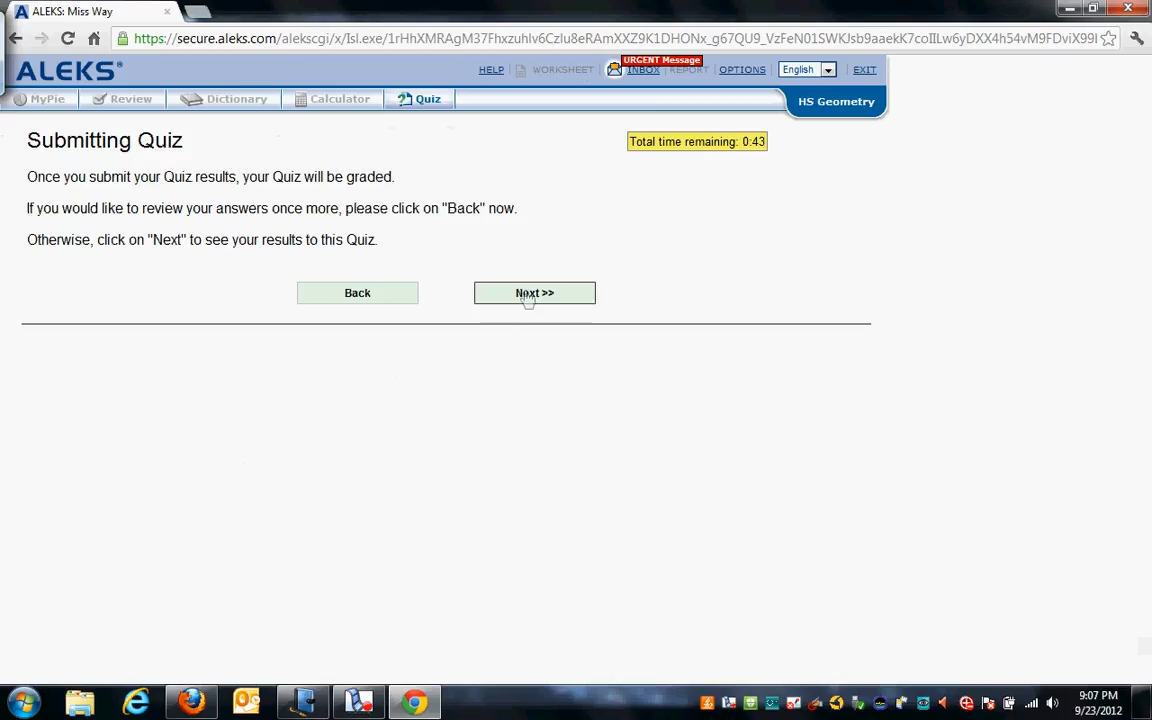 ALEKS: Miss Way
https://secure.aleks.com/alekscgi/x/Isl.exe/
ALEKS®
HELP
WORKSHEET
URGENT Message
INBOX
REPORT
OPTIONS
English
EXIT
MyPie
Review
Dictionary
Calculator
Quiz
HS Geometry
Submitting Quiz
Total time remaining: 0:43
Once you submit your Quiz results, your Quiz will be graded.
If you would like to review your answers once more, please click on "Back" now.
Otherwise, click on "Next" to see your results to this Quiz.
Back
Next >>
9:07 PM
9/23/2012